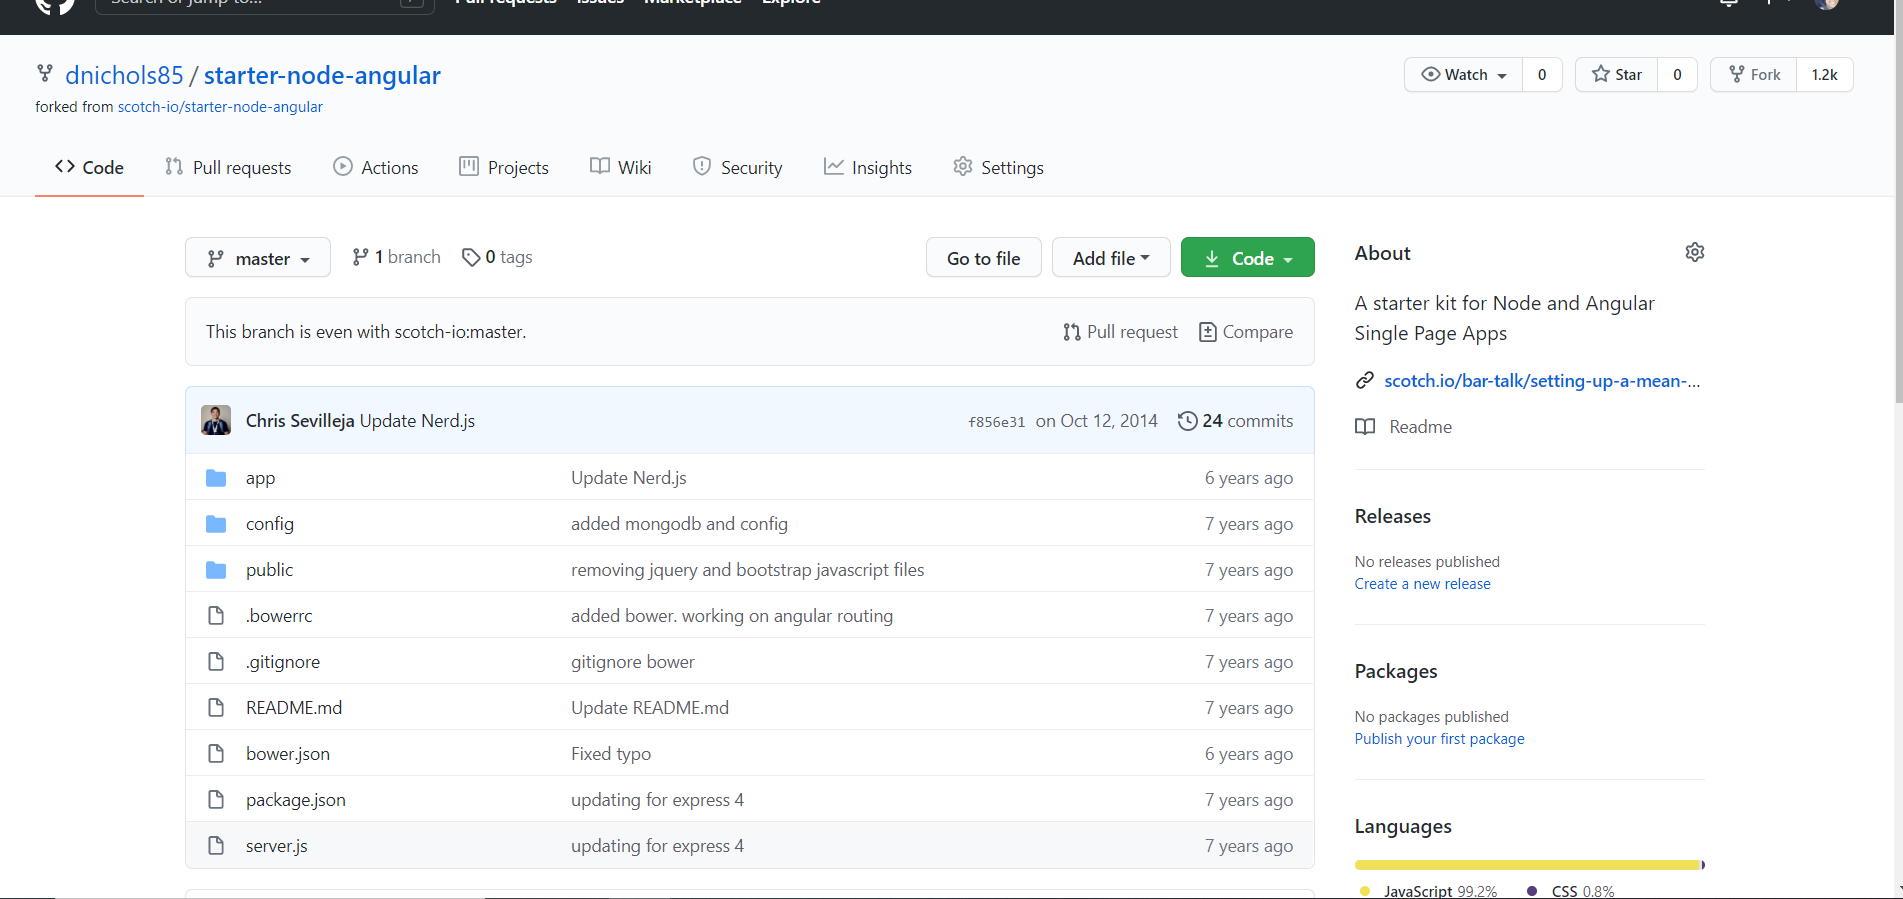 Search or jump to... / Pull requests Issues Marketplace Explore
dnichols85 / starter-node-angular
Watch 0 Star 0 Fork 1.2k
forked from scotch-io/starter-node-angular
Code Pull requests Actions Projects Wiki Security Insights Settings
master 1 branch 0 tags Go to file Add file Code
This branch is even with scotch-io:master. Pull request Compare
Chris Sevilleja Update Nerd.js f856e31 on Oct 12, 2014 24 commits
app Update Nerd.js 6 years ago
config added mongodb and config 7 years ago
public removing jquery and bootstrap javascript files 7 years ago
.bowerrc added bower. working on angular routing 7 years ago
.gitignore gitignore bower 7 years ago
README.md Update README.md 7 years ago
bower.json Fixed typo 6 years ago
package.json updating for express 4 7 years ago
server.js updating for express 4 7 years ago
About
A starter kit for Node and Angular
Single Page Apps
scotch.io/bar-talk/setting-up-a-mean-...
Readme
Releases
No releases published
Create a new release
Packages
No packages published
Publish your first package
Languages
JavaScript 99.2% CSS 0.8%